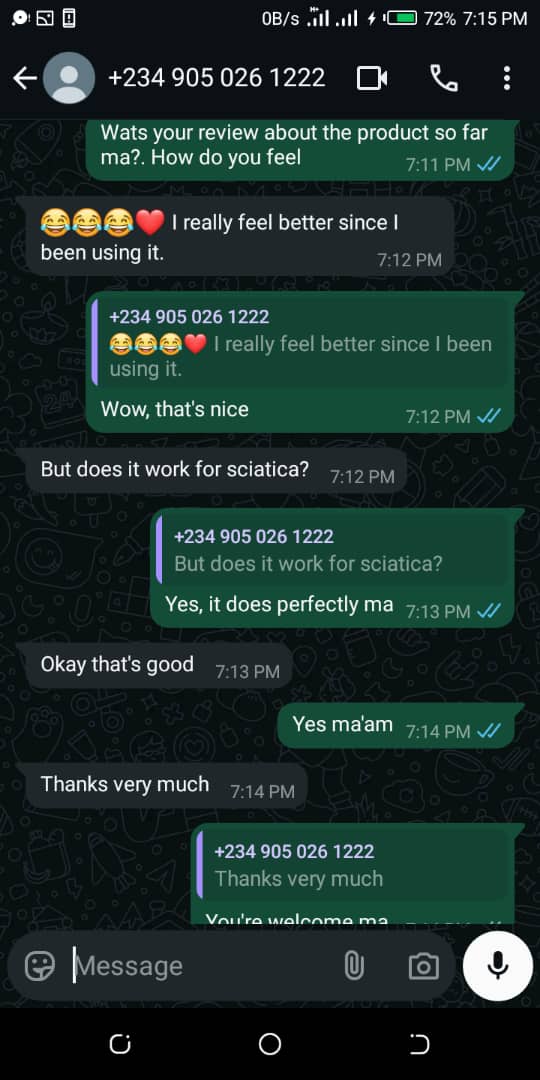 0B/s H+ 72% 7:15 PM
+234 905 026 1222
Wats your review about the product so far
ma?. How do you feel
7:11 PM
😂😂😂❤️ I really feel better since I
been using it.
7:12 PM
+234 905 026 1222
😂😂😂❤️ I really feel better since I been
using it.
Wow, that's nice
7:12 PM
But does it work for sciatica?
7:12 PM
+234 905 026 1222
But does it work for sciatica?
Yes, it does perfectly ma
7:13 PM
Okay that's good
7:13 PM
Yes ma'am
7:14 PM
Thanks very much
7:14 PM
+234 905 026 1222
Thanks very much
You're welcome ma
Message